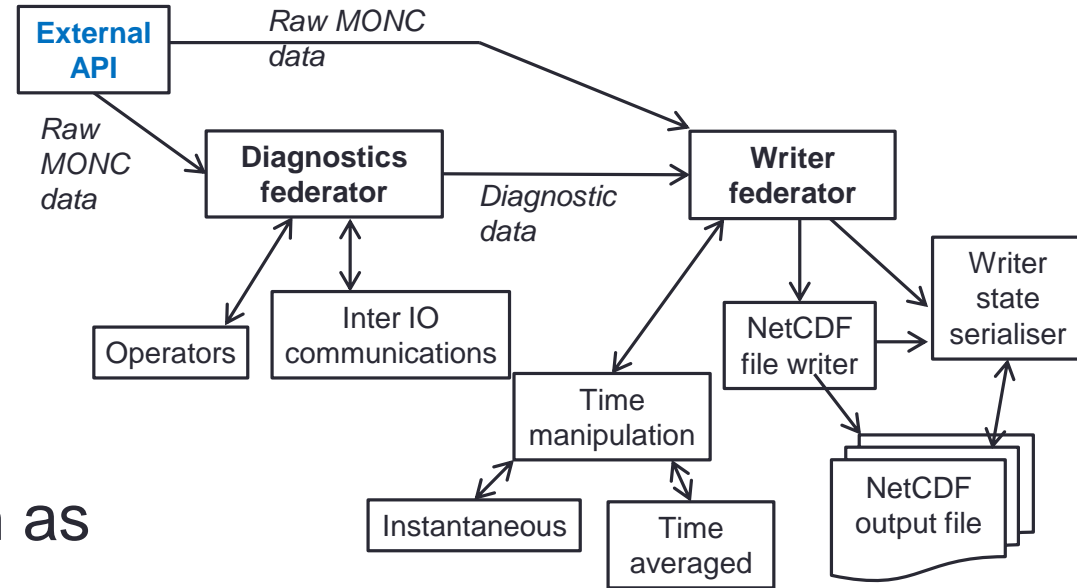 External
API
Raw MONC
data
Raw
MONC
data
Diagnostics
federator
Diagnostic
data
Writer
federator
Operators
Inter IO
communications
Time
manipulation
NetCDF
file writer
Writer
state
serialiser
Instantaneous
Time
averaged
NetCDF
output file
as